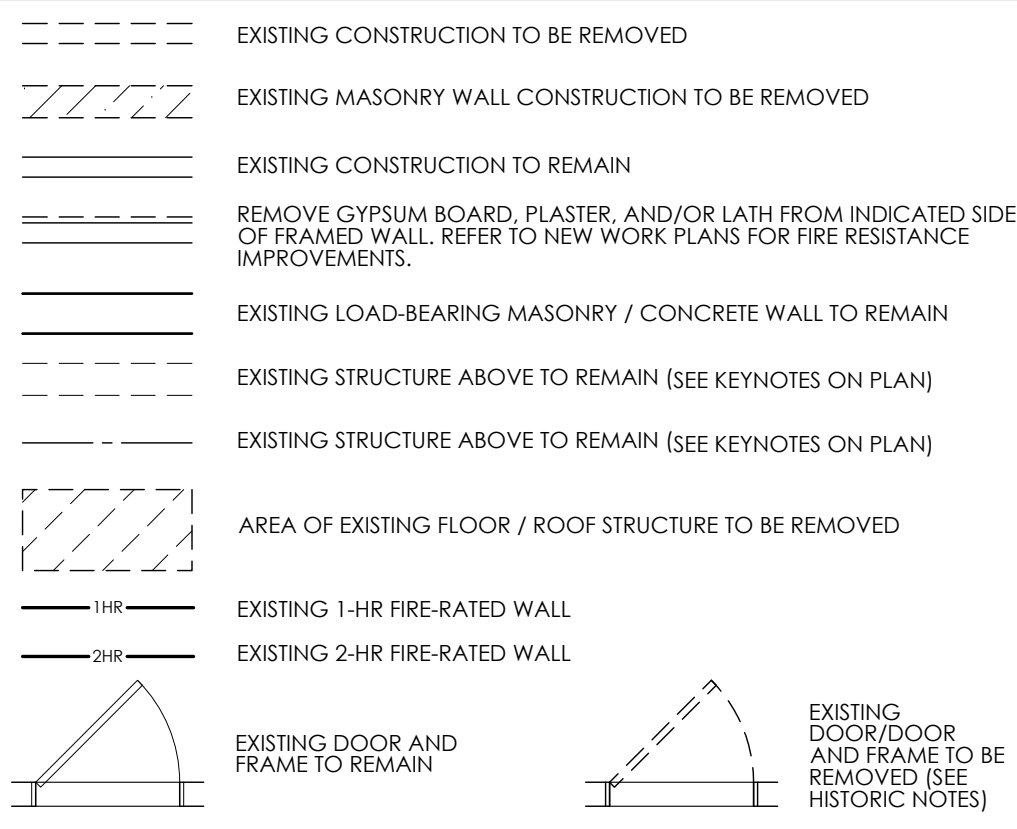 EXISTING CONSTRUCTION TO BE REMOVED
EXISTING MASONRY WALL CONSTRUCTION TO BE REMOVED
EXISTING CONSTRUCTION TO REMAIN
REMOVE GYPSUM BOARD, PLASTER, AND/OR LATH FROM INDICATED SIDE
OF FRAMED WALL. REFER TO NEW WORK PLANS FOR FIRE RESISTANCE
IMPROVEMENTS.
EXISTING LOAD-BEARING MASONRY / CONCRETE WALL TO REMAIN
EXISTING STRUCTURE ABOVE TO REMAIN (SEE KEYNOTES ON PLAN)
EXISTING STRUCTURE ABOVE TO REMAIN (SEE KEYNOTES ON PLAN)
AREA OF EXISTING FLOOR / ROOF STRUCTURE TO BE REMOVED
1HR
EXISTING 1-HR FIRE-RATED WALL
2HR
EXISTING 2-HR FIRE-RATED WALL
EXISTING DOOR AND
FRAME TO REMAIN
EXISTING
DOOR/DOOR
AND FRAME TO BE
REMOVED (SEE
HISTORIC NOTES)